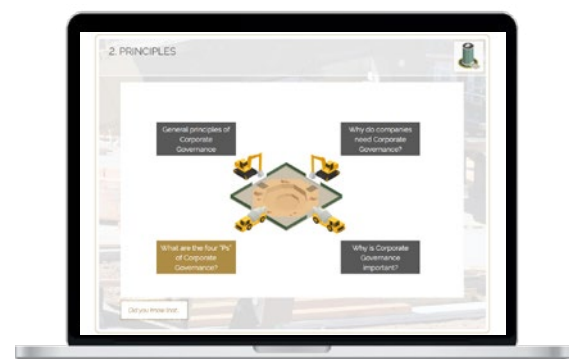 2. PRINCIPLES
General principles of
Corporate
Governance
Why do companies
need Corporate
Governance?
What are the four "Ps"
of Corporate
Governance?
Why is Corporate
Governance
important?
Did you know that...